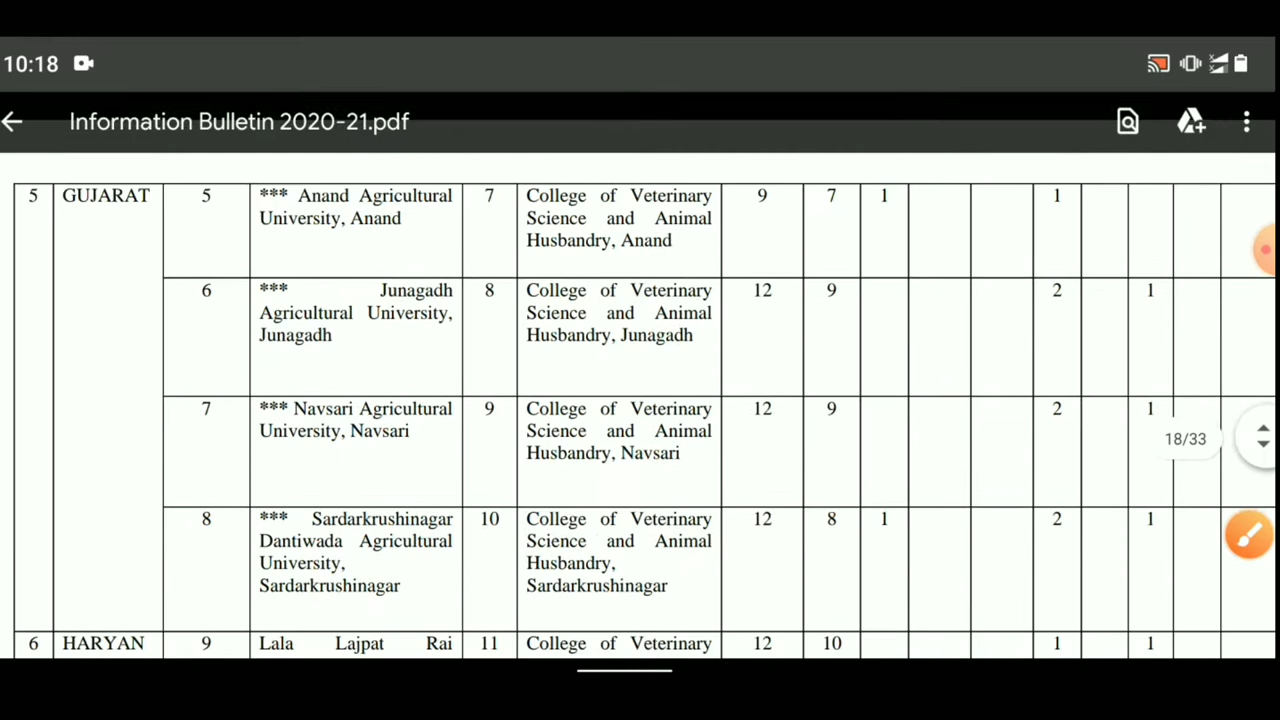 10:18
Information Bulletin 2020-21.pdf
5 GUJARAT 5 *** Anand Agricultural 7 College of Veterinary 9 7 1 1
University, Anand Science and Animal
Husbandry, Anand
6 *** Junagadh 8 College of Veterinary 12 9 2 1
Agricultural University, Science and Animal
Junagadh Husbandry, Junagadh
7 *** Navsari Agricultural 9 College of Veterinary 12 9 2 1
University, Navsari Science and Animal
18/33
Husbandry, Navsari
8 *** Sardarkrushinagar 10 College of Veterinary 12 8 1 2 1
Dantiwada Agricultural Science and Animal
University, Husbandry,
Sardarkrushinagar Sardarkrushinagar
6 HARYAN 9 Lala Lajpat Rai 11 College of Veterinary 12 10 1 1